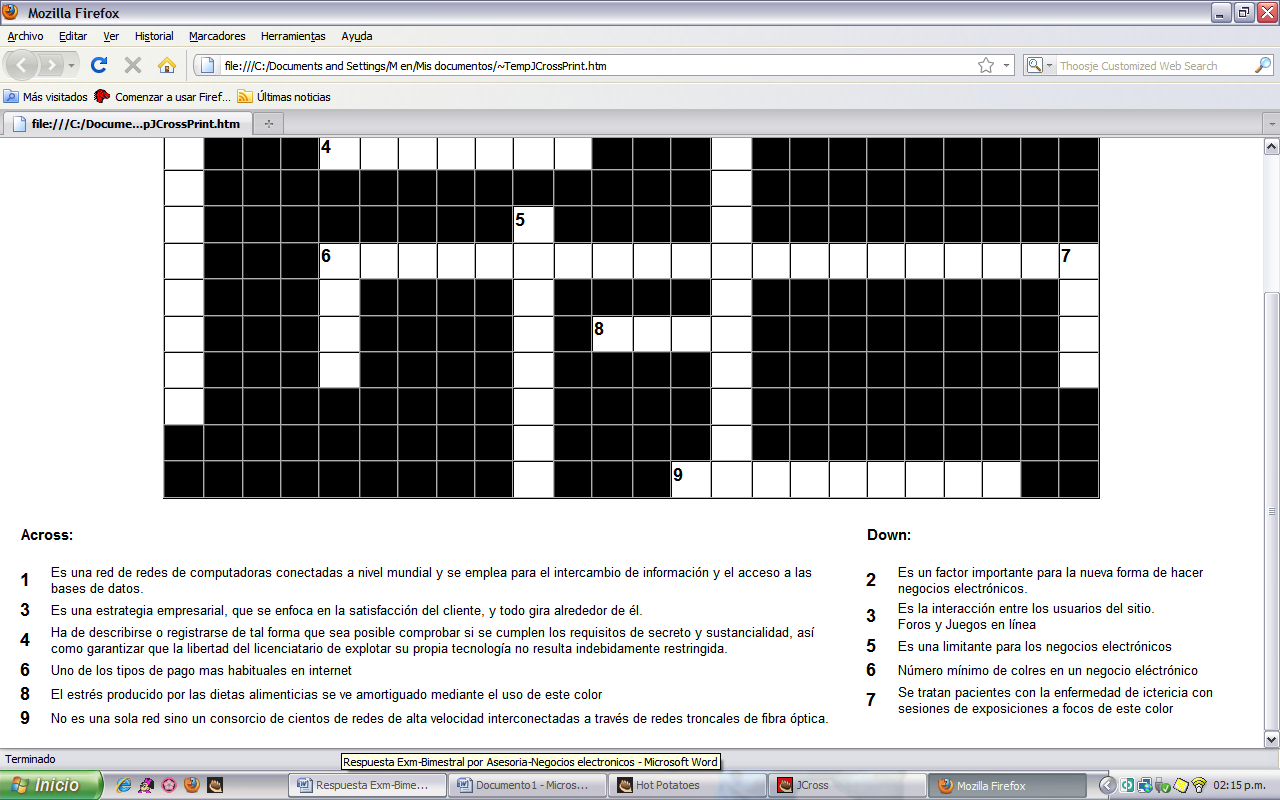 Mozilla Firefox
Archivo Editar Ver Historial Marcadores Herramientas Ayuda
file:///C:/Documents and Settings/M en/Mis documentos/~TempJCrossPrint.htm
Thoosje Customized Web Search
Más visitados Comenzar a usar Firef... Últimas noticias
file:///C:/Docume...pJCrossPrint.htm
4
5
6 7
8
9
Across:
1 Es una red de redes de computadoras conectadas a nivel mundial y se emplea para el intercambio de información y el acceso a las
bases de datos.
3 Es una estrategia empresarial, que se enfoca en la satisfacción del cliente, y todo gira alrededor de él.
4 Ha de describirse o registrarse de tal forma que sea posible comprobar si se cumplen los requisitos de secreto y sustancialidad, así
como garantizar que la libertad del licenciatario de explotar su propia tecnología no resulta indebidamente restringida.
6 Uno de los tipos de pago mas habituales en internet
8 El estrés producido por las dietas alimenticias se ve amortiguado mediante el uso de este color
9 No es una sola red sino un consorcio de cientos de redes de alta velocidad interconectadas a través de redes troncales de fibra óptica.
Down:
2 Es un factor importante para la nueva forma de hacer
negocios electrónicos.
3 Es la interacción entre los usuarios del sitio.
Foros y Juegos en línea
5 Es una limitante para los negocios electrónicos
6 Número mínimo de colres en un negocio eléctrónico
7 Se tratan pacientes con la enfermedad de ictericia con
sesiones de exposiciones a focos de este color
Terminado
Respuesta Exm-Bimestral por Asesoria-Negocios electronicos - Microsoft Word
Inicio
Respuesta Exm-Bime...
Documento1 - Micros...
Hot Potatoes
JCross
Mozilla Firefox
02:15 p.m.